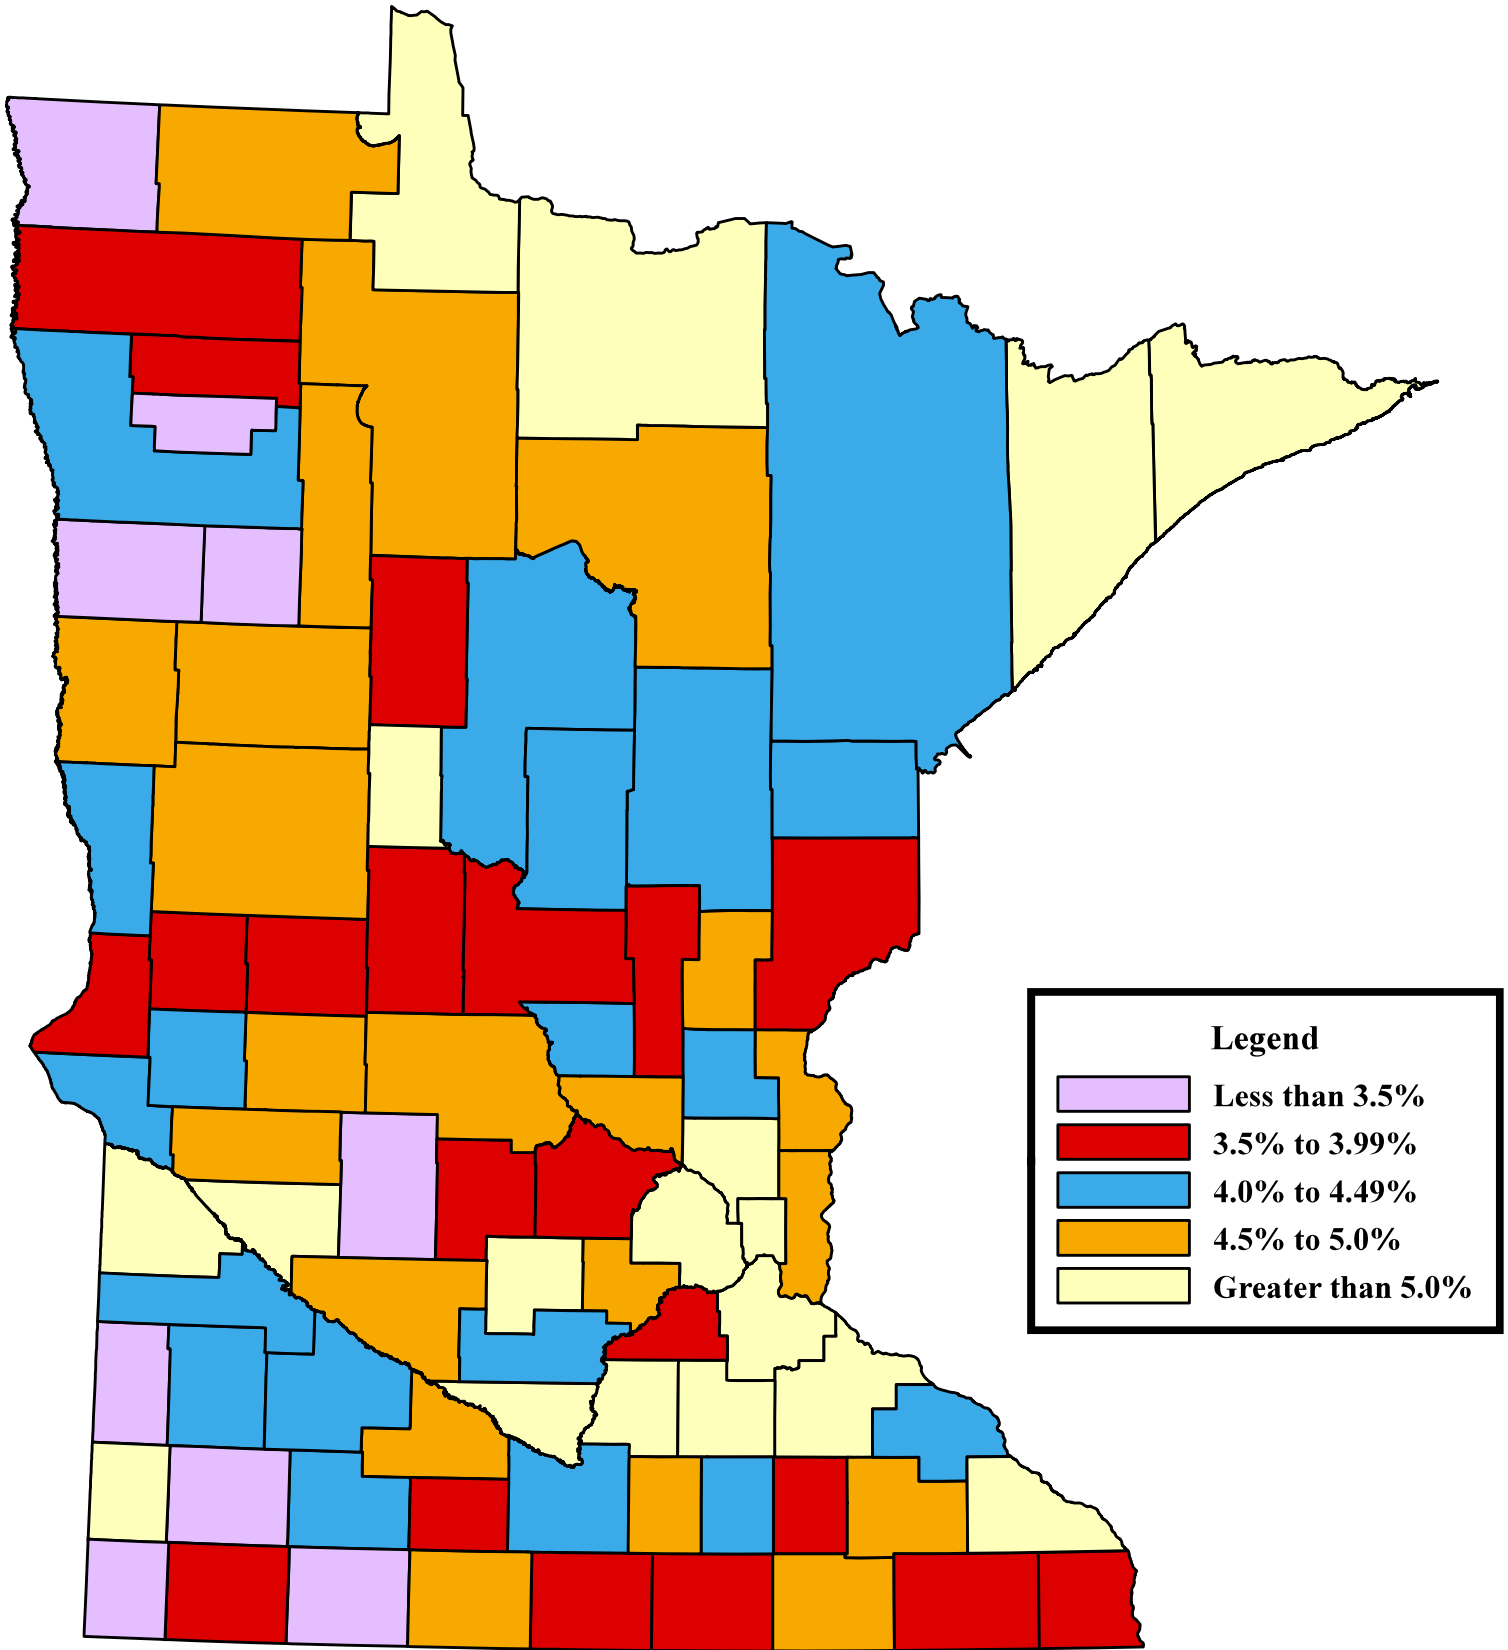 Legend
Less than 3.5%
3.5% to 3.99%
4.0% to 4.49%
4.5% to 5.0%
Greater than 5.0%